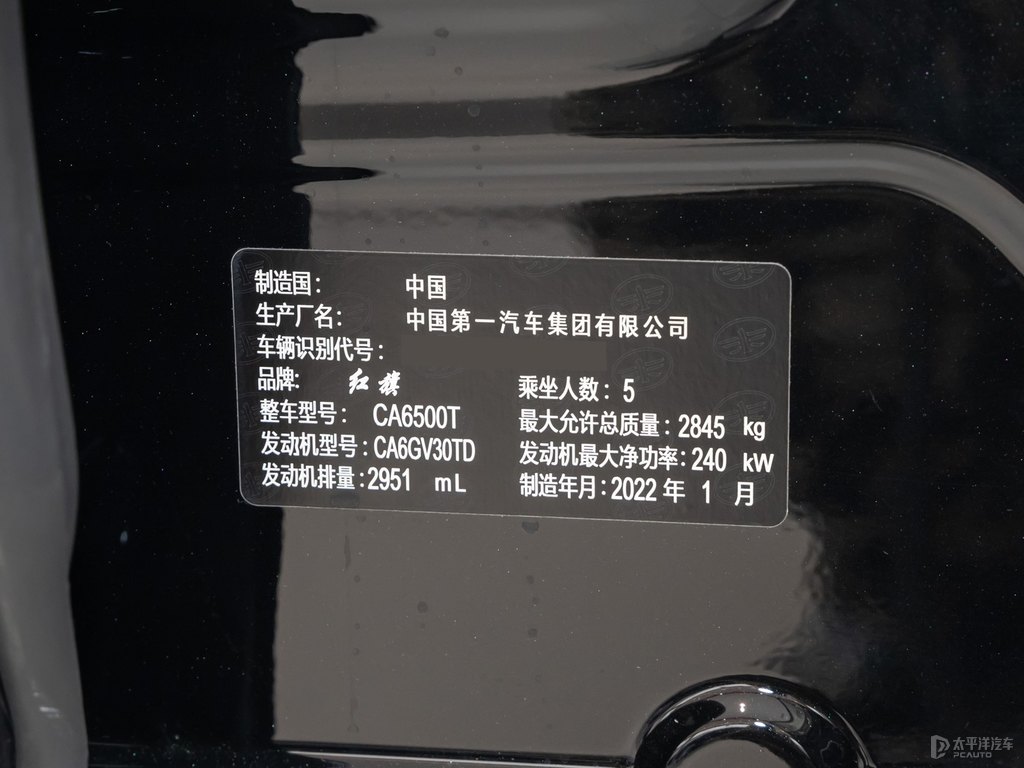 制造国： 中国
生产厂名： 中国第一汽车集团有限公司
车辆识别代号：
品牌： 红旗 乘坐人数：5
整车型号： CA6500T 最大允许总质量：2845 kg
发动机型号：CA6GV30TD 发动机最大净功率：240 kW
发动机排量：2951 mL 制造年月：2022 年 1 月
太平洋汽车
PCAUTO